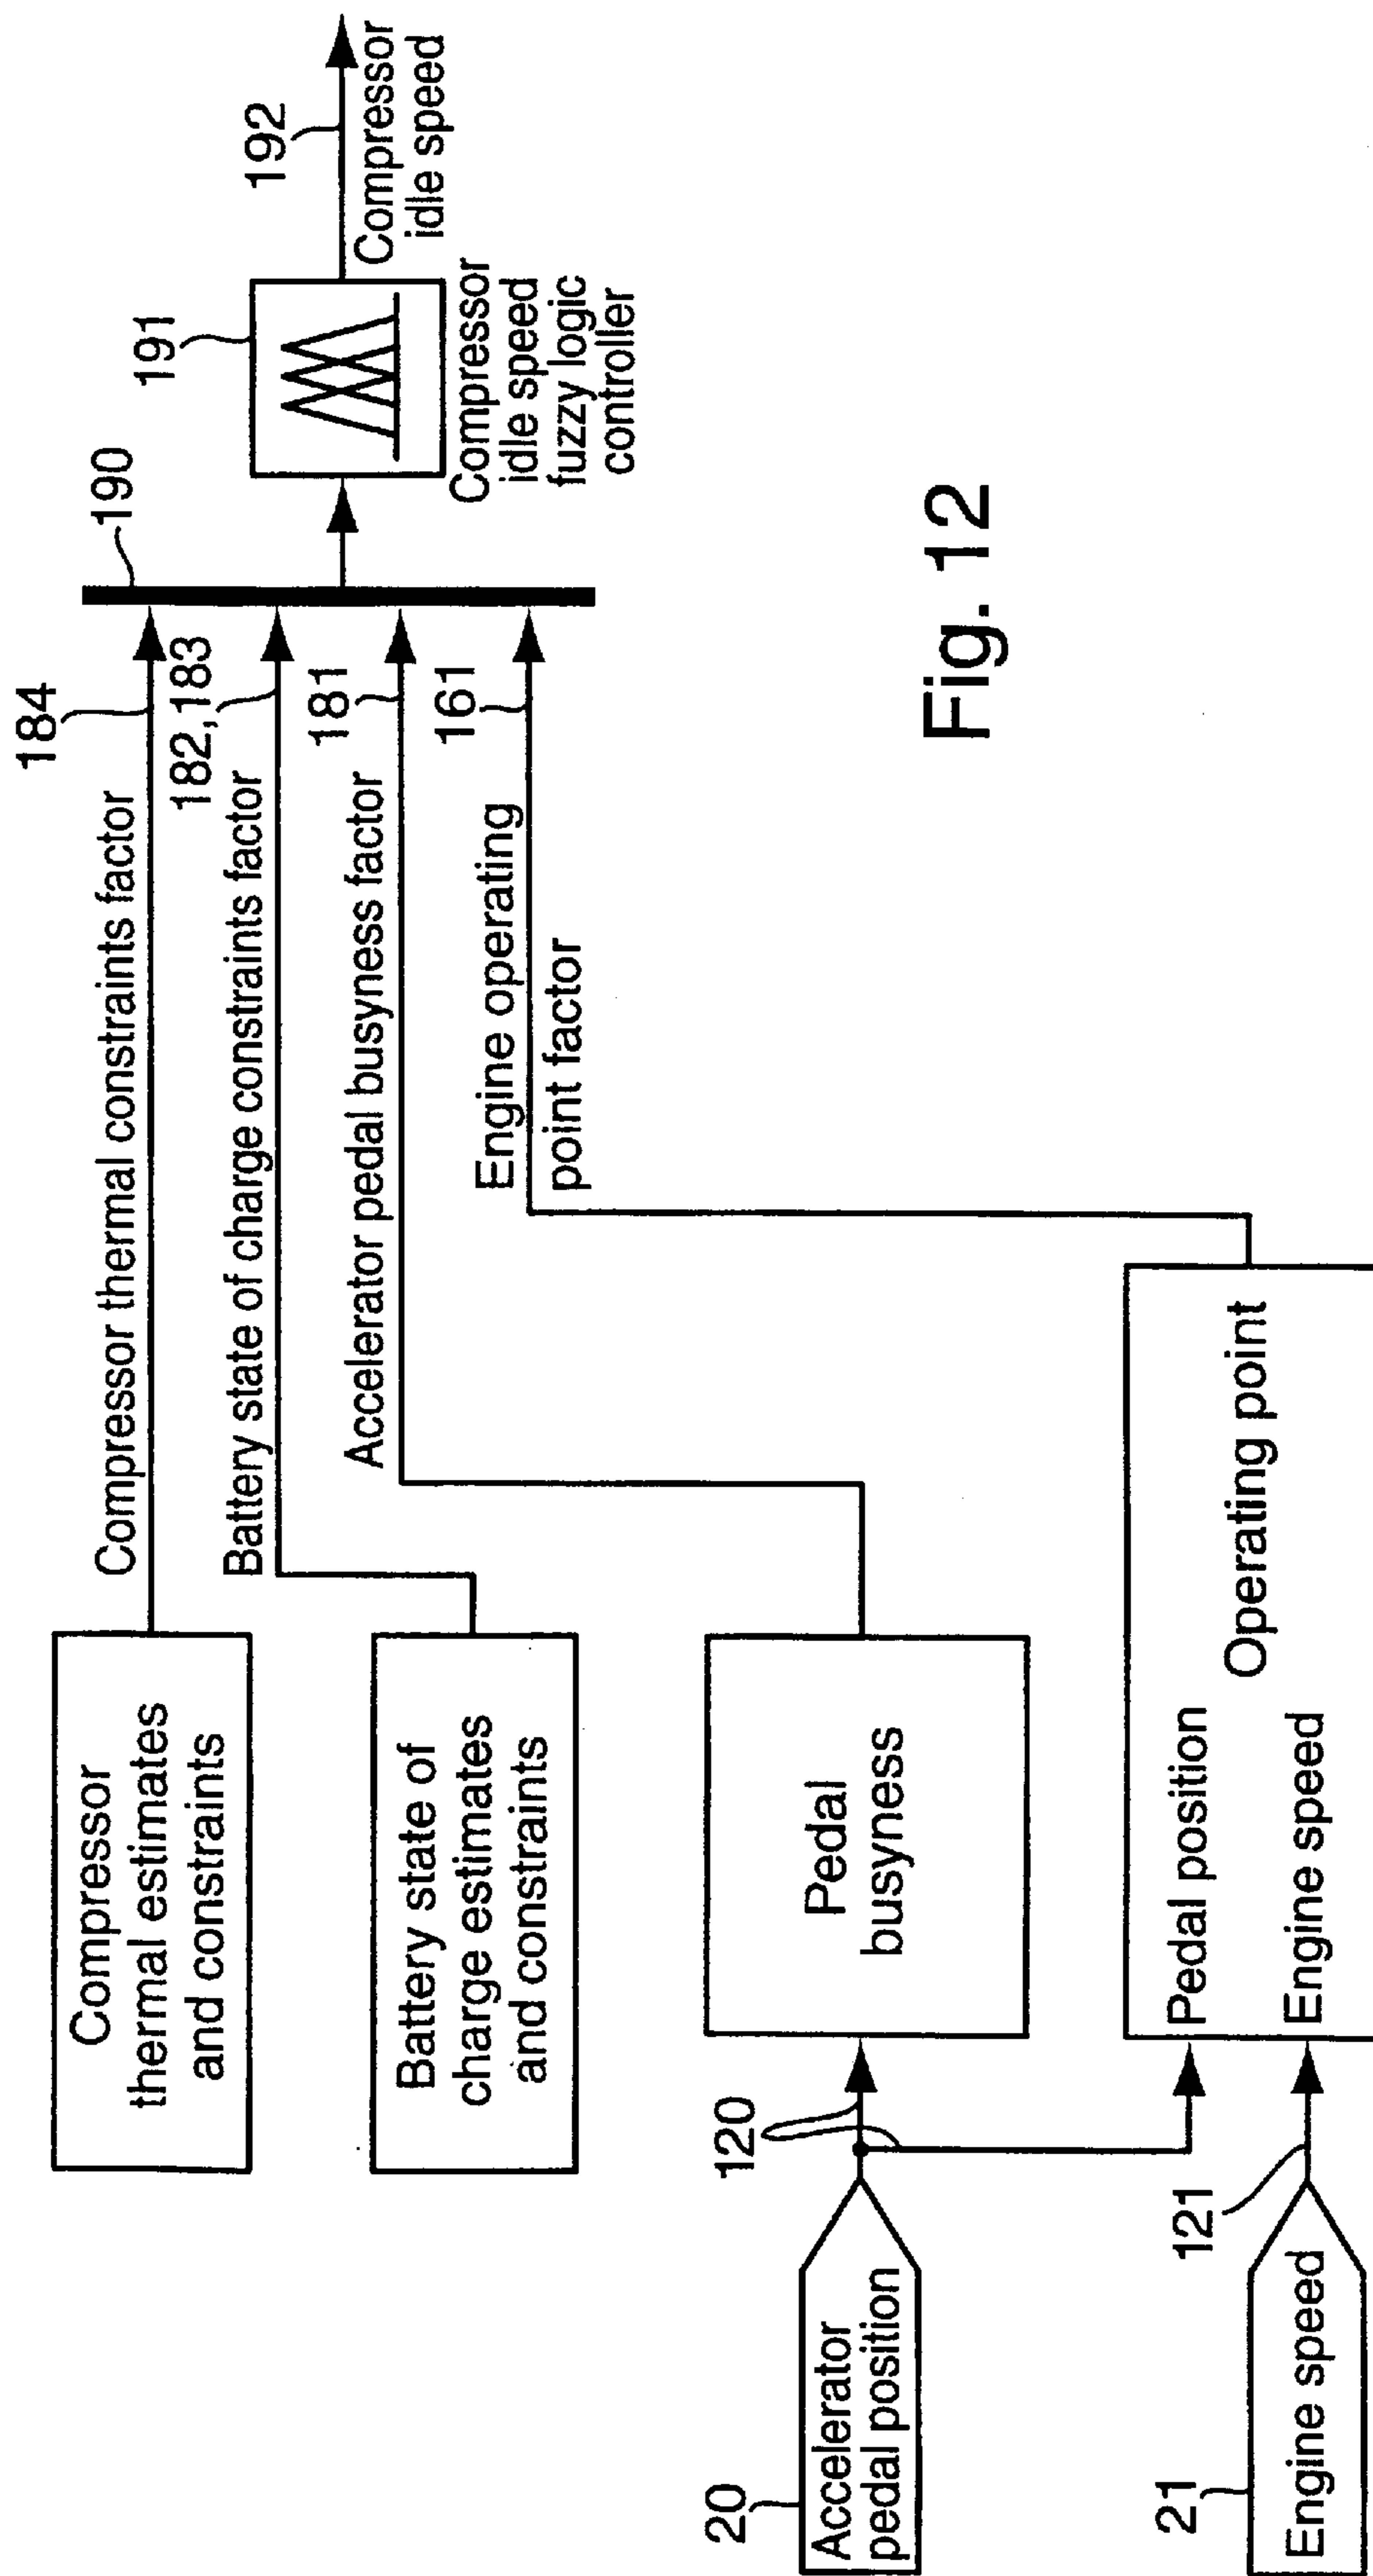 184
Compressor thermal constraints factor
Compressor
thermal estimates
and constraints
182,183
Battery state of charge constraints factor
Battery state of
charge estimates
and constraints
181
Accelerator pedal busyness factor
Pedal
busyness
161
Engine operating
point factor
20
Accelerator
pedal position
120
21
Engine speed
121
Pedal position
Engine speed
Operating point
190
191
Compressor
idle speed
fuzzy logic
controller
192
Compressor
idle speed
Fig. 12